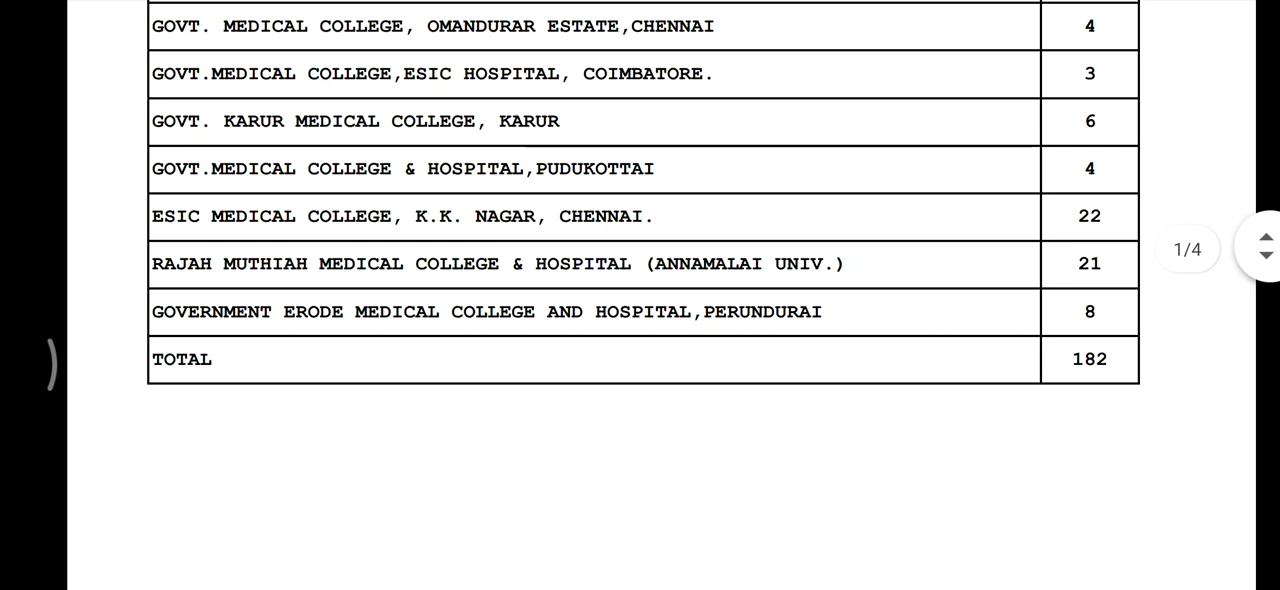 GOVT. MEDICAL COLLEGE, OMANDURAR ESTATE,CHENNAI 4
GOVT.MEDICAL COLLEGE,ESIC HOSPITAL, COIMBATORE. 3
GOVT. KARUR MEDICAL COLLEGE, KARUR 6
GOVT.MEDICAL COLLEGE & HOSPITAL,PUDUKOTTAI 4
ESIC MEDICAL COLLEGE, K.K. NAGAR, CHENNAI. 22
RAJAH MUTHIAH MEDICAL COLLEGE & HOSPITAL (ANNAMALAI UNIV.) 21
GOVERNMENT ERODE MEDICAL COLLEGE AND HOSPITAL,PERUNDURAI 8
TOTAL 182
1/4